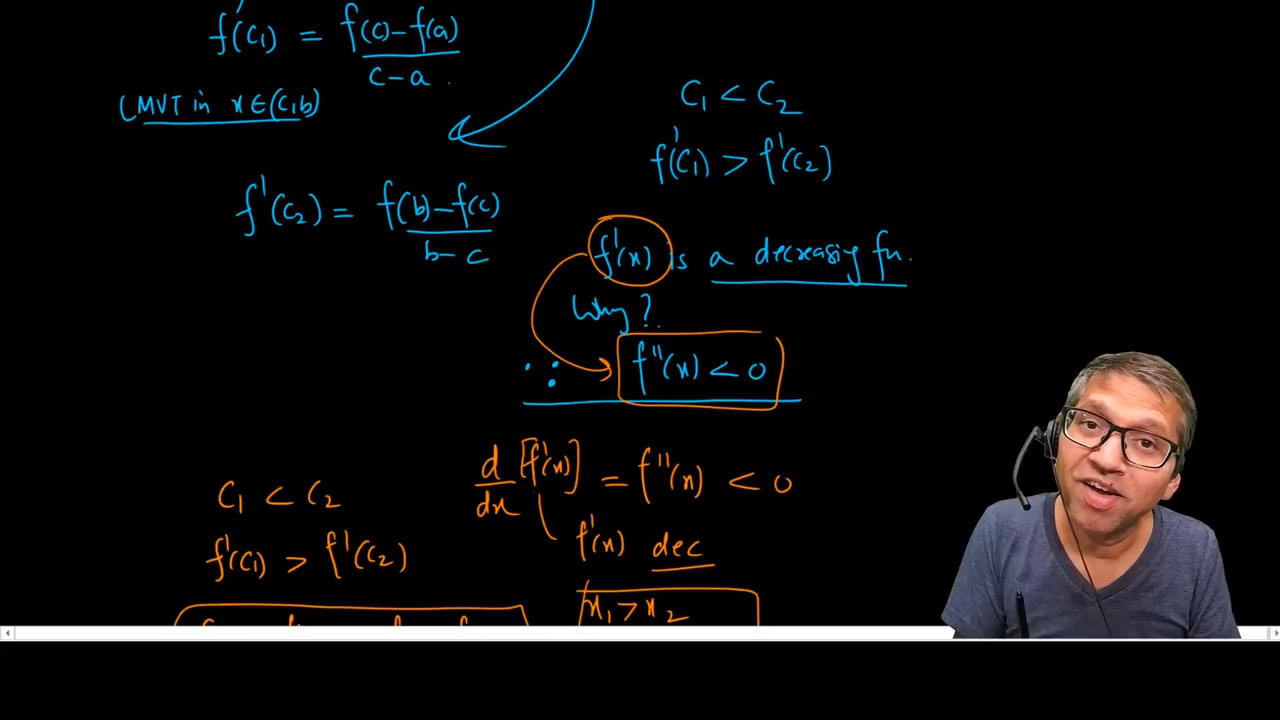 f'(c₁) = f(c)-f(a)
c-a .
LMVT in x∈(c,b)
f'(c₂) = f(b)-f(c)
b-c
c₁ < c₂
f'(c₁) > f'(c₂)
f'(x) is a decreasing fn.
Why?
∴ f''(x) < 0
d/dx [f'(x)] = f''(x) < 0
f'(x) dec
x₁ > x₂
c₁ < c₂
f'(c₁) > f'(c₂)